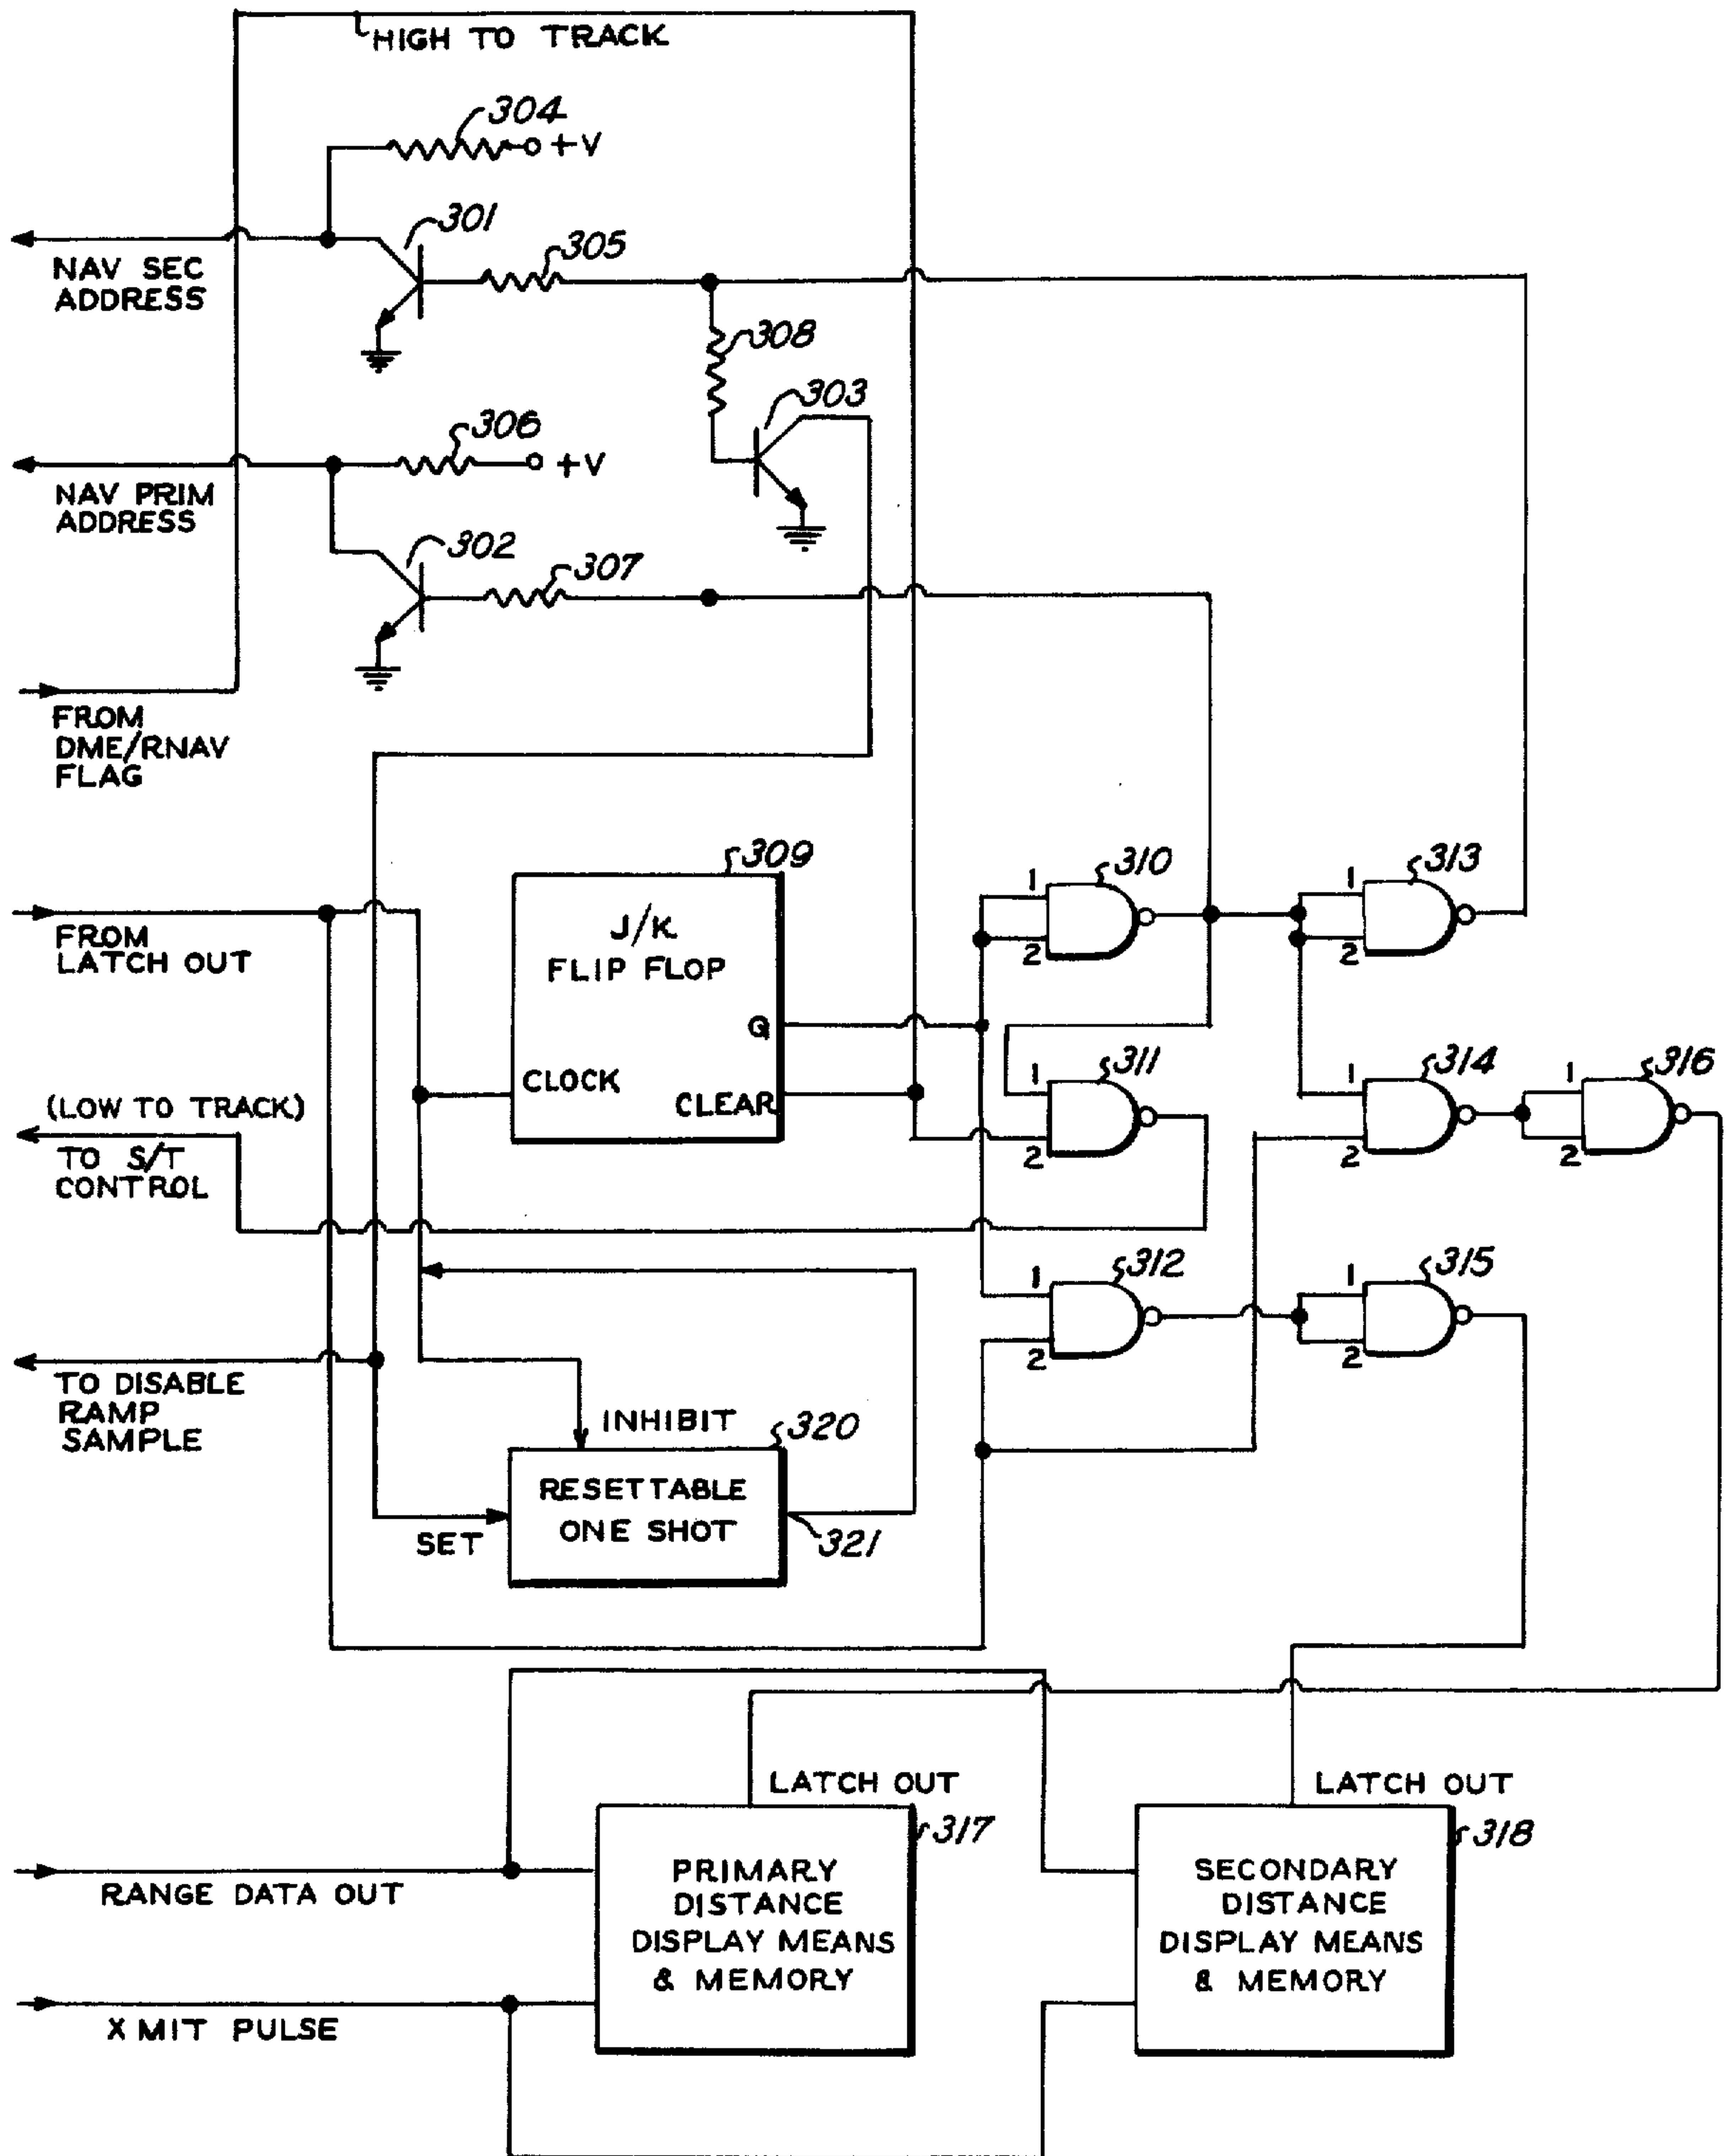 HIGH TO TRACK
304
+V
301
305
NAV SEC
ADDRESS
308
303
306
+V
NAV PRIM
ADDRESS
302
307
FROM
DME/RNAV
FLAG
309
310
313
J/K
FLIP FLOP
1
2
1
2
FROM
LATCH OUT
Q
CLOCK
CLEAR
311
314
316
1
2
1
2
1
2
(LOW TO TRACK)
TO S/T
CONTROL
312
315
1
2
1
2
TO DISABLE
RAMP
SAMPLE
INHIBIT
320
RESETTABLE
ONE SHOT
SET
321
LATCH OUT
LATCH OUT
317
318
PRIMARY
DISTANCE
DISPLAY MEANS
& MEMORY
SECONDARY
DISTANCE
DISPLAY MEANS
& MEMORY
RANGE DATA OUT
X MIT PULSE